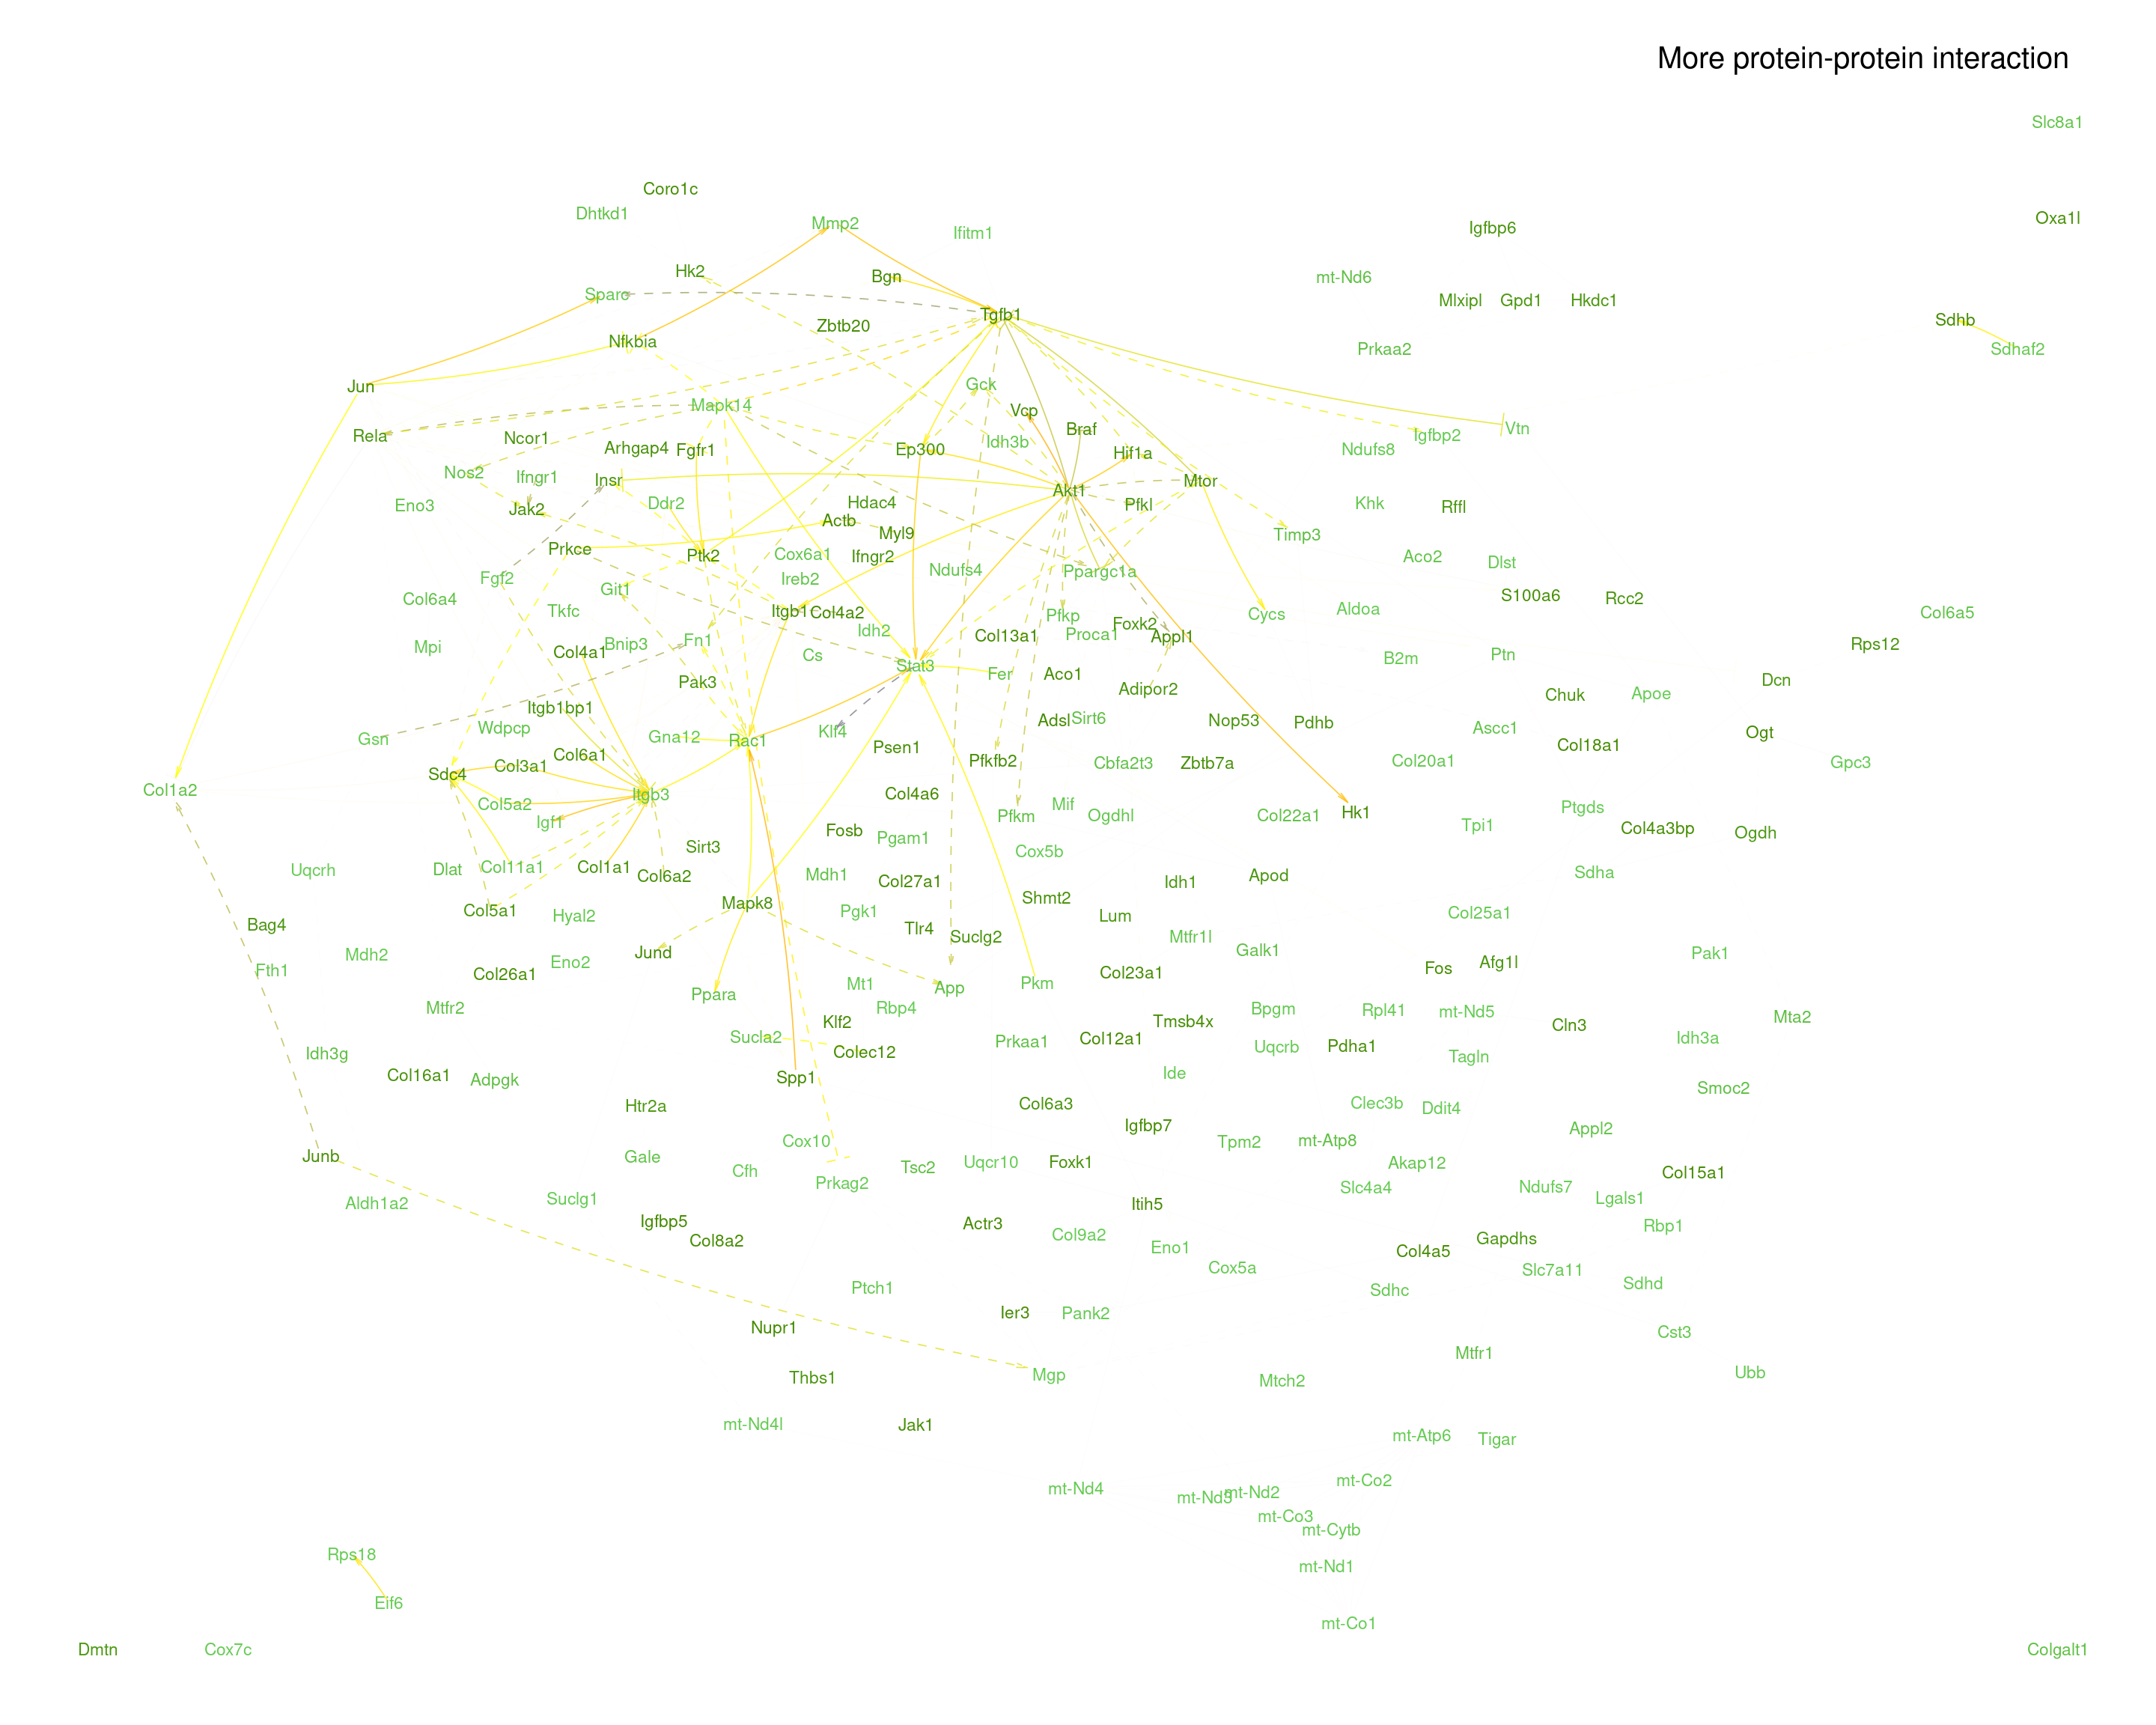 More protein-protein interaction
Slc8a1
Coro1c
Dhtkd1
Oxa1l
Mmp2
Igfbp6
Ifitm1
Hk2
Bgn
mt-Nd6
Sparc
Mlxipl
Gpd1
Hkdc1
Tgfb1
Sdhb
Zbtb20
Nfkbia
Prkaa2
Sdhaf2
Jun
Gck
Mapk14
Vcp
Braf
Vtn
Rela
Ncor1
Igfbp2
Idh3b
Arhgap4
Fgfr1
Ep300
Hif1a
Ndufs8
Nos2
Ifngr1
Insr
Mtor
Akt1
Eno3
Ddr2
Hdac4
Pfkl
Khk
Rffl
Jak2
Actb
Myl9
Timp3
Prkce
Ptk2
Cox6a1
Ifngr2
Aco2
Dlst
Fgf2
Ireb2
Ndufs4
Ppargc1a
Git1
Col6a4
Tkfc
Itgb1
Col4a2
Pfkp
Cycs
Aldoa
S100a6
Rcc2
Col6a5
Mpi
Col4a1
Bnip3
Fn1
Idh2
Col13a1
Proca1
Foxk2
Appl1
Rps12
Cs
Stat3
Fer
Aco1
B2m
Ptn
Pak3
Adipor2
Chuk
Apoe
Dcn
Itgb1bp1
Wdpcp
Gsn
Gna12
Rac1
Klf4
Adsl
Sirt6
Nop53
Pdhb
Ascc1
Ogt
Sdc4
Col3a1
Col6a1
Psen1
Pfkfb2
Cbfa2t3
Zbtb7a
Col20a1
Col18a1
Gpc3
Col1a2
Col5a2
Itgb3
Igf1
Col4a6
Pfkm
Mif
Ogdhl
Col22a1
Hk1
Tpi1
Ptgds
Col4a3bp
Ogdh
Fosb
Pgam1
Sirt3
Cox5b
Uqcrh
Dlat
Col11a1
Col1a1
Col6a2
Mdh1
Col27a1
Idh1
Apod
Sdha
Col5a1
Hyal2
Mapk8
Pgk1
Shmt2
Lum
Col25a1
Bag4
Tlr4
Suclg2
Mtfr1l
Galk1
Mdh2
Fth1
Col26a1
Eno2
Jund
Mt1
App
Pkm
Col23a1
Fos
Afg1l
Pak1
Ppara
Mtfr2
Rbp4
Klf2
Tmsb4x
Bpgm
Rpl41
mt-Nd5
Cln3
Mta2
Sucla2
Colec12
Prkaa1
Col12a1
Uqcrb
Pdha1
Tagln
Idh3a
Idh3g
Col16a1
Adpgk
Spp1
Ide
Smoc2
Htr2a
Col6a3
Clec3b
Ddit4
Igfbp7
Appl2
Junb
Gale
Cox10
Cfh
Prkag2
Tsc2
Uqcr10
Foxk1
Tpm2
mt-Atp8
Akap12
Col15a1
Aldh1a2
Suclg1
Slc4a4
Ndufs7
Lgals1
Igfbp5
Col8a2
Actr3
Itih5
Rbp1
Col9a2
Eno1
Cox5a
Col4a5
Gapdhs
Slc7a11
Sdhd
Ptch1
Sdhc
Nupr1
Ier3
Pank2
Cst3
Mtfr1
Thbs1
Mgp
Mtch2
Ubb
mt-Nd4l
Jak1
mt-Atp6
Tigar
mt-Nd4
mt-Nd3
mt-Nd2
mt-Co2
mt-Co3
mt-Cytb
Rps18
mt-Nd1
Eif6
mt-Co1
Dmtn
Cox7c
Colgalt1